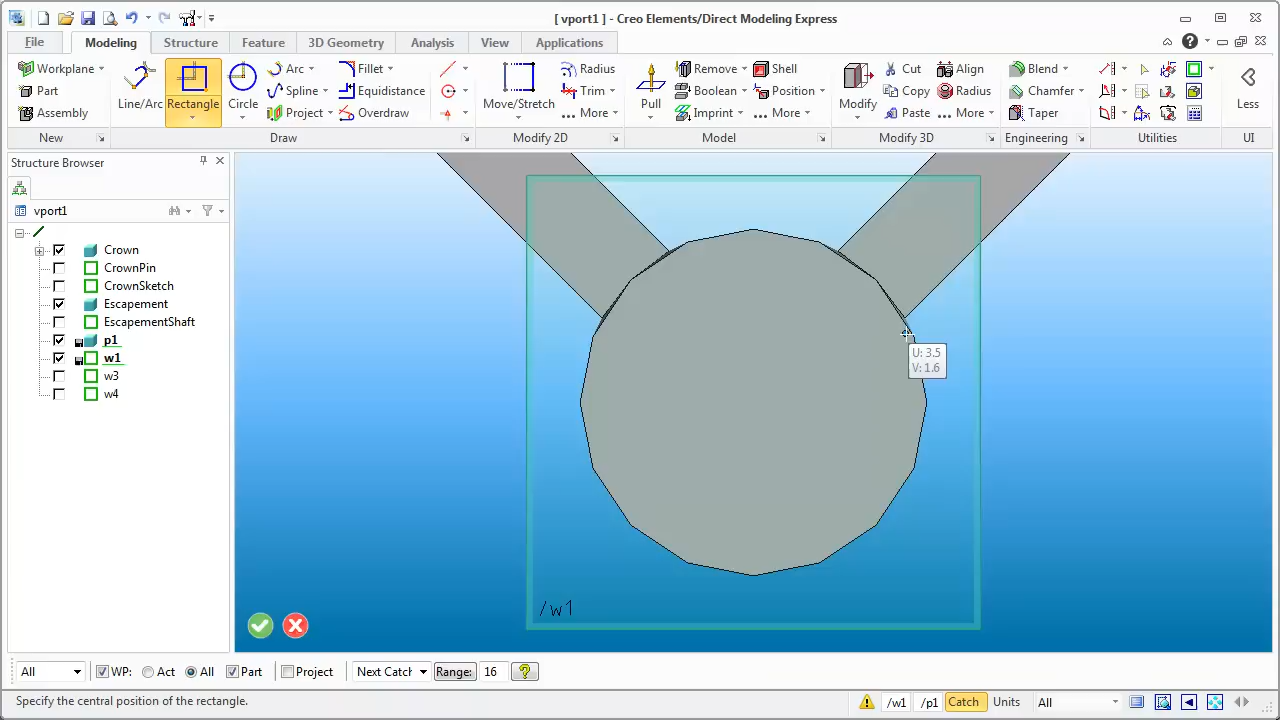 [ vport1 ] - Creo Elements/Direct Modeling Express
File Modeling Structure Feature 3D Geometry Analysis View Applications
Workplane Part Assembly
New
Line/Arc Rectangle Circle Arc Spline Project Fillet Equidistance Overdraw
Draw
Move/Stretch Radius Trim More
Modify 2D
Pull Remove Boolean Imprint Shell Position More
Model
Modify Cut Copy Paste Align Radius More
Modify 3D
Blend Chamfer Taper
Engineering
Utilities
Less
UI
Structure Browser
vport1
Crown
CrownPin
CrownSketch
Escapement
EscapementShaft
p1
w1
w3
w4
U: 3.5
V: 1.6
/w1
All WP: Act All Part Project Next Catch Range: 16
Specify the central position of the rectangle. /w1 /p1 Catch Units All